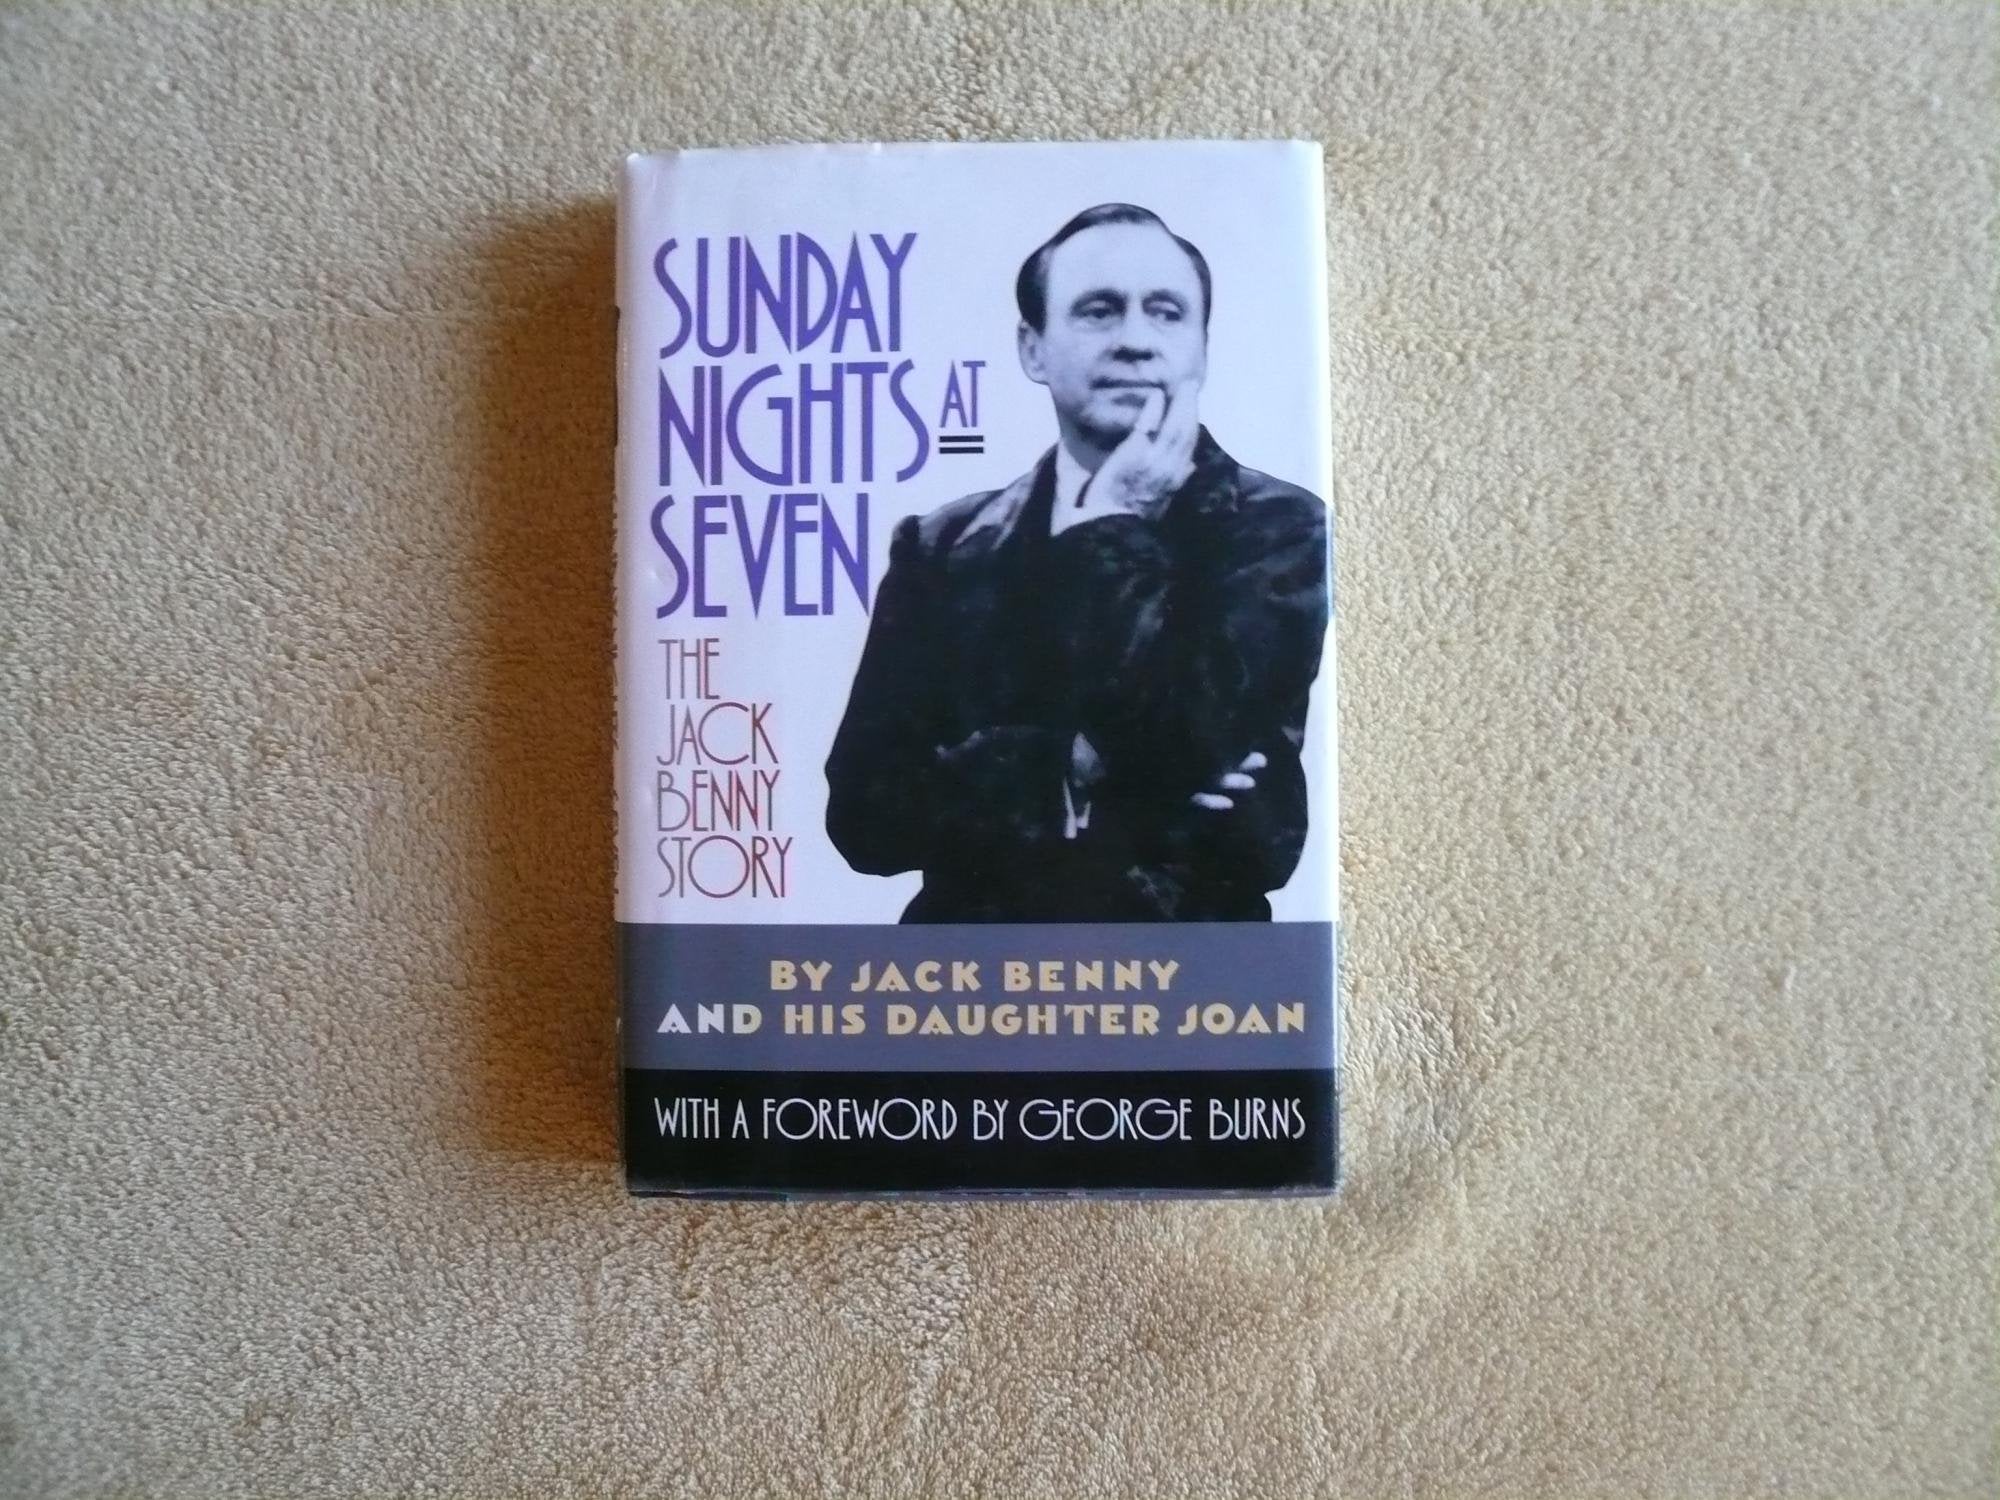 SUNDAY
NIGHTS AT
SEVEN
THE
JACK
BENNY
STORY
BY JACK BENNY
AND HIS DAUGHTER JOAN
WITH A FOREWORD BY GEORGE BURNS